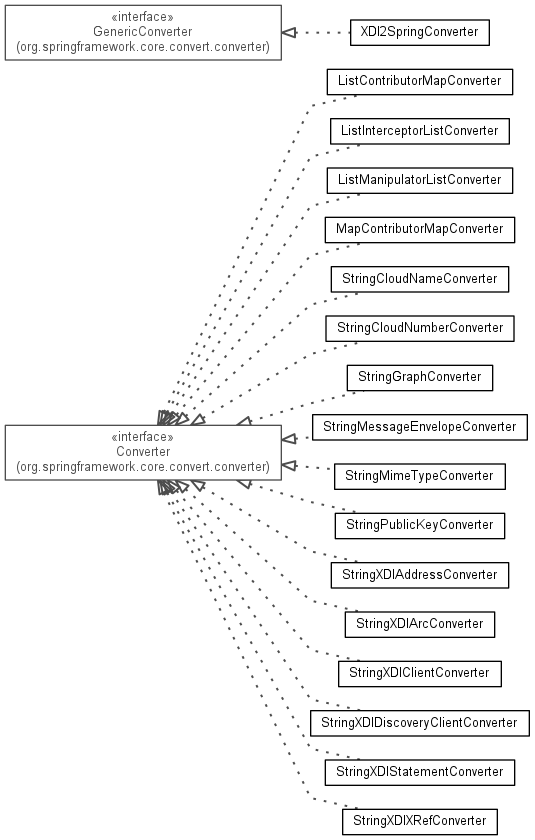 «interface»
GenericConverter
(org.springframework.core.convert.converter)
XDI2SpringConverter
ListContributorMapConverter
ListInterceptorListConverter
ListManipulatorListConverter
MapContributorMapConverter
StringCloudNameConverter
StringCloudNumberConverter
StringGraphConverter
«interface»
Converter
(org.springframework.core.convert.converter)
StringMessageEnvelopeConverter
StringMimeTypeConverter
StringPublicKeyConverter
StringXDIAddressConverter
StringXDIArcConverter
StringXDIClientConverter
StringXDIDiscoveryClientConverter
StringXDIStatementConverter
StringXDIXRefConverter